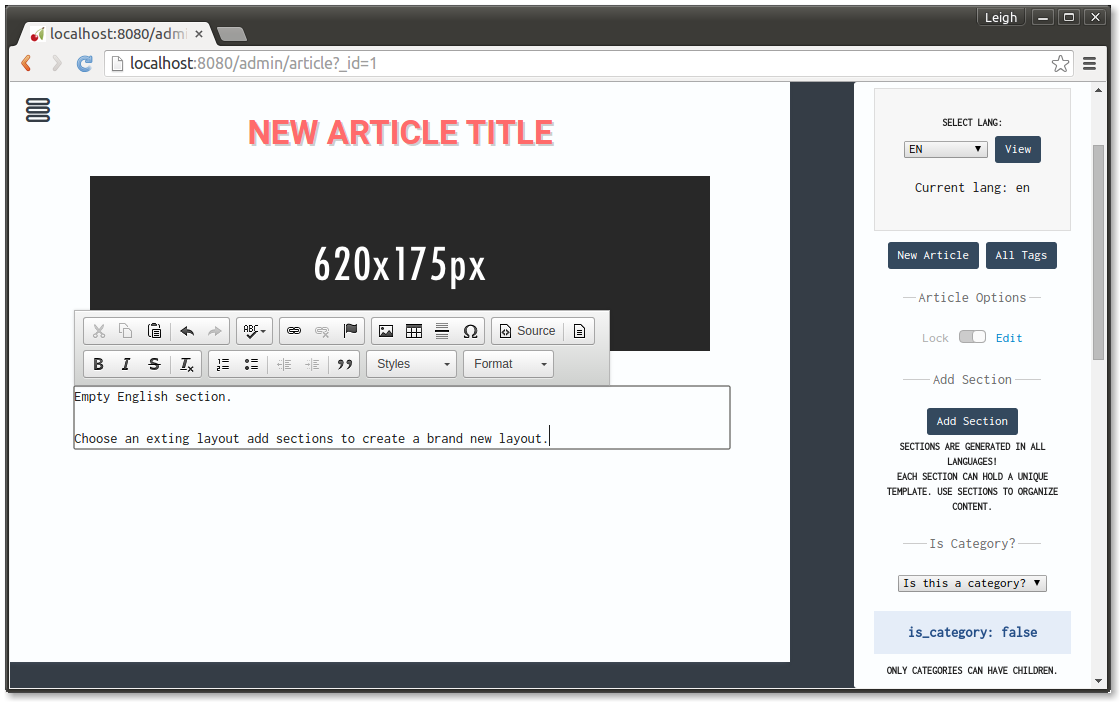 Leigh
localhost:8080/adm
localhost:8080/admin/article?_id=1
NEW ARTICLE TITLE
620x175px
ABC
Source
B I S Tx
Styles
Format
Empty English section.
Choose an exting layout add sections to create a brand new layout.
SELECT LANG:
EN
View
Current lang: en
New Article
All Tags
Article Options
Lock
Edit
Add Section
Add Section
SECTIONS ARE GENERATED IN ALL
LANGUAGES!
EACH SECTION CAN HOLD A UNIQUE
TEMPLATE. USE SECTIONS TO ORGANIZE
CONTENT.
Is Category?
Is this a category?
is_category: false
ONLY CATEGORIES CAN HAVE CHILDREN.